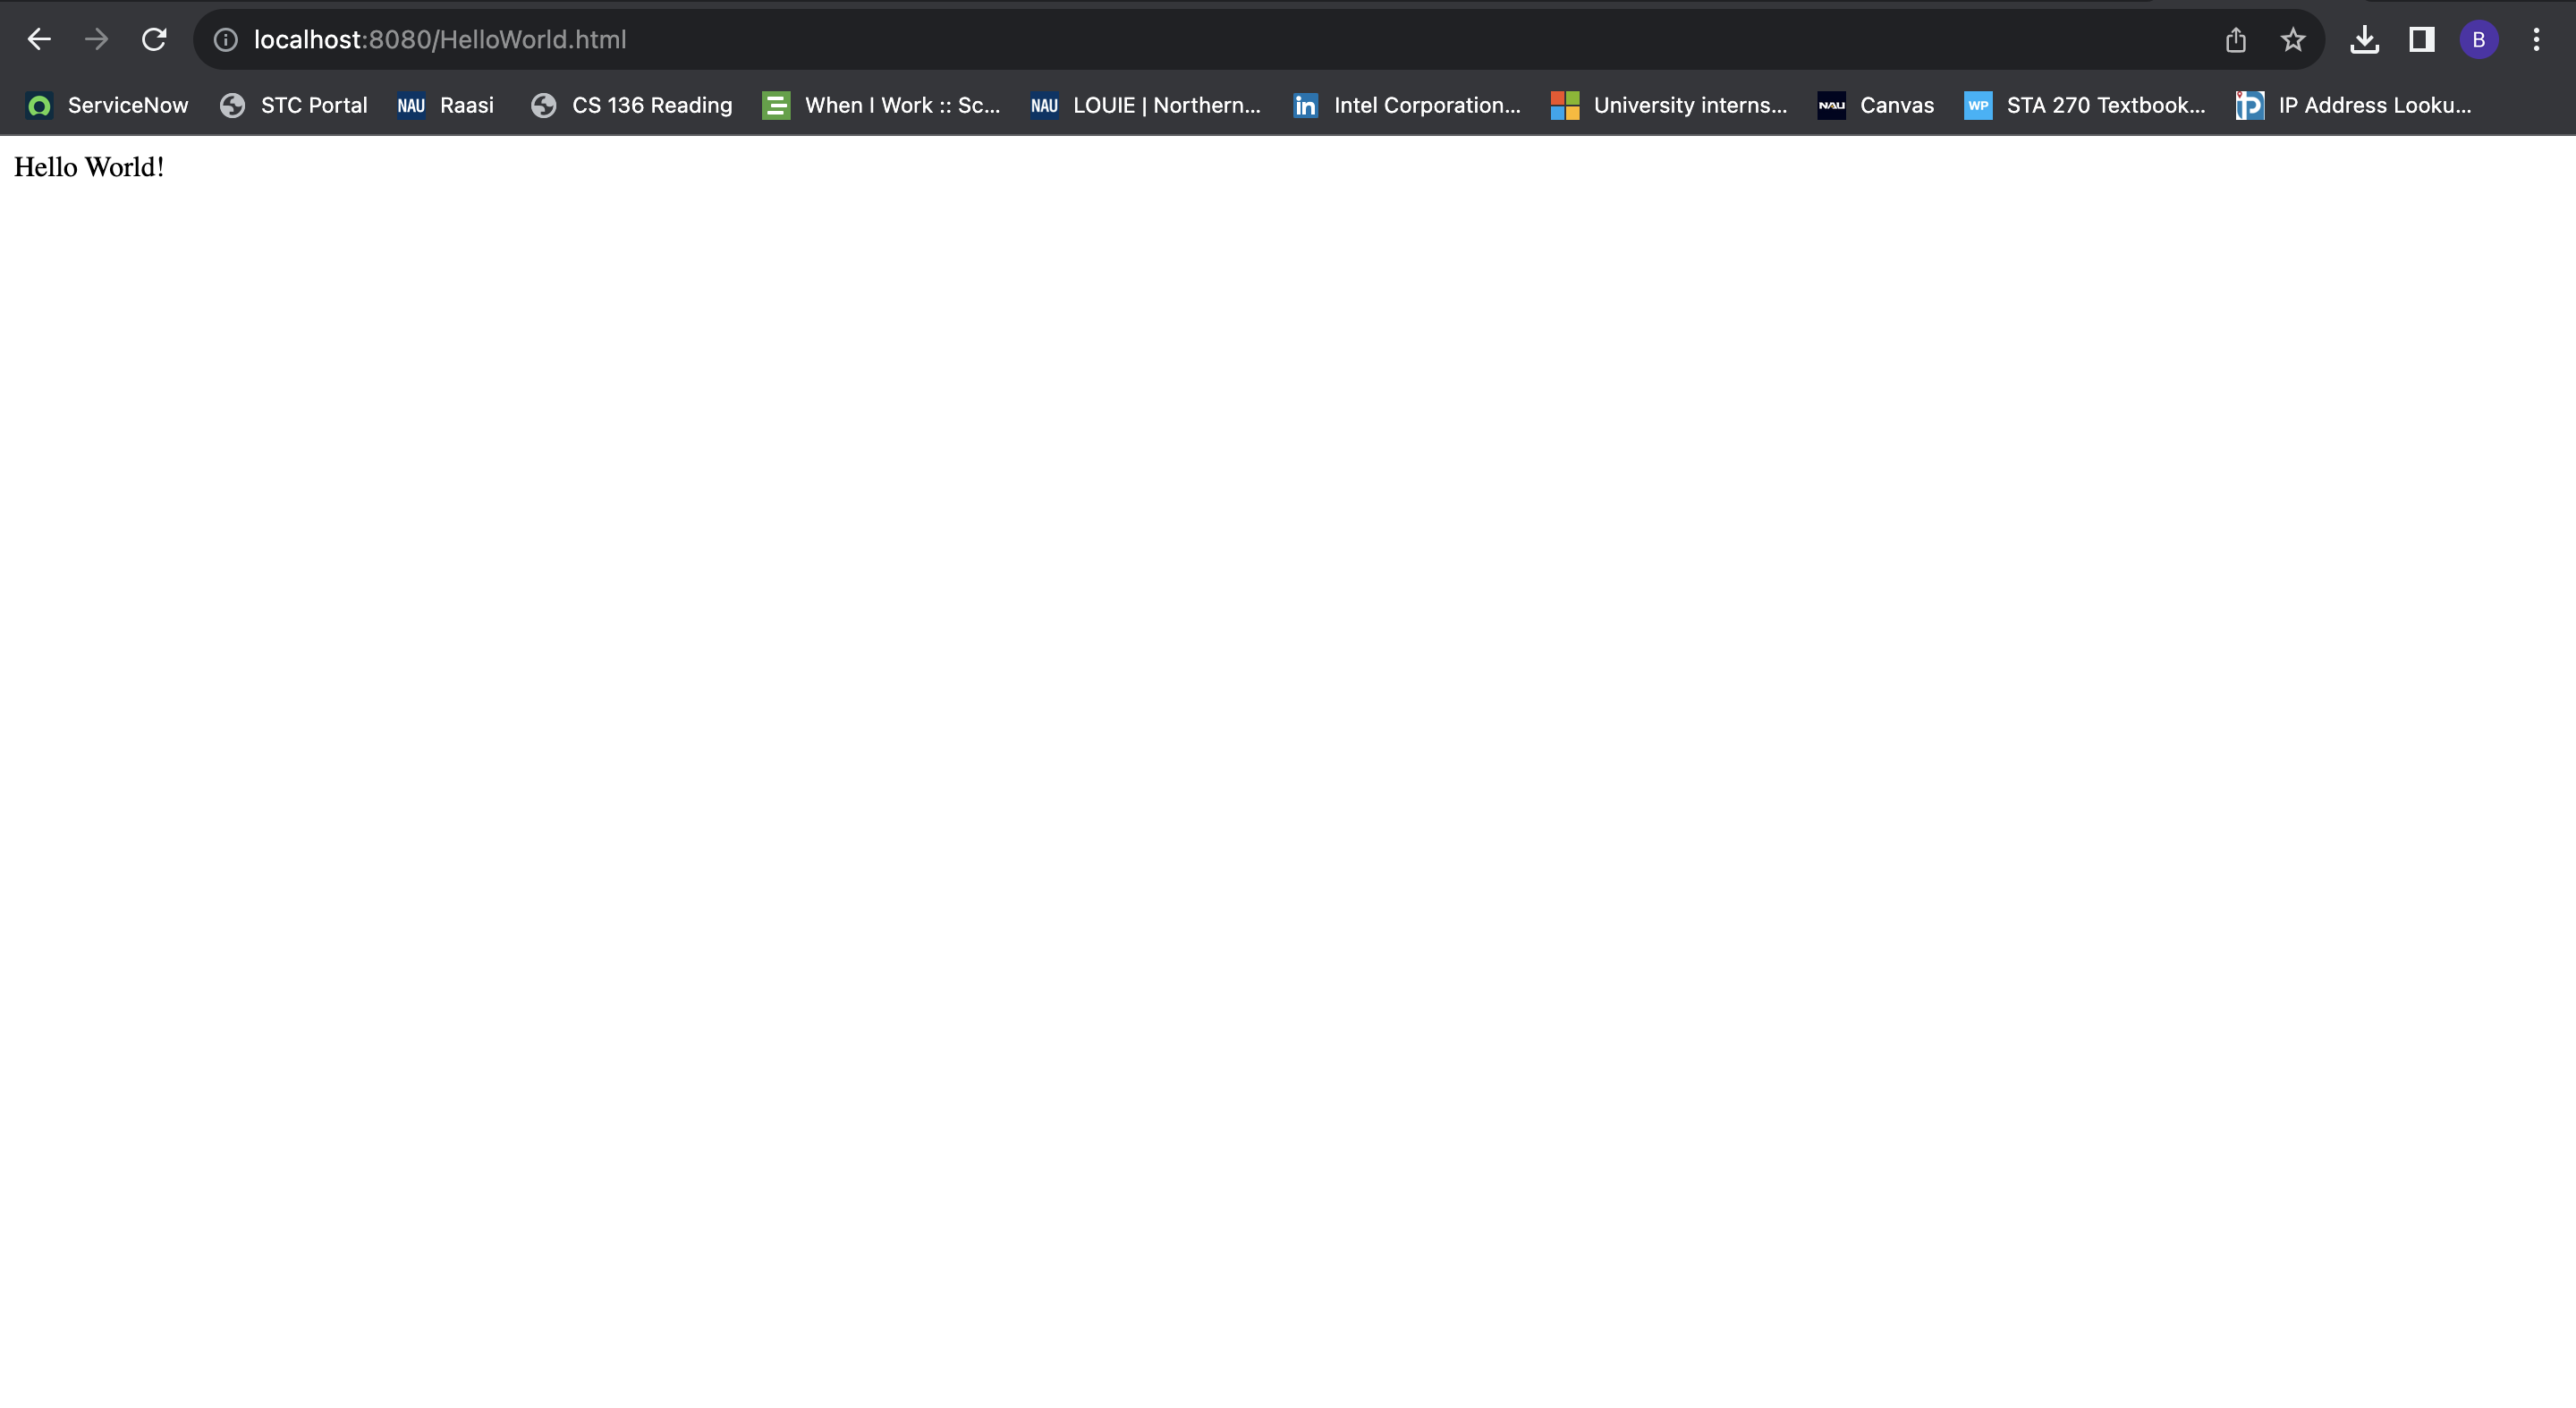 localhost:8080/HelloWorld.html
B
ServiceNow STC Portal NAU Raasi CS 136 Reading When I Work :: Sc... NAU LOUIE | Northern... in Intel Corporation... University interns... NAU Canvas WP STA 270 Textbook... iP IP Address Looku...
Hello World!